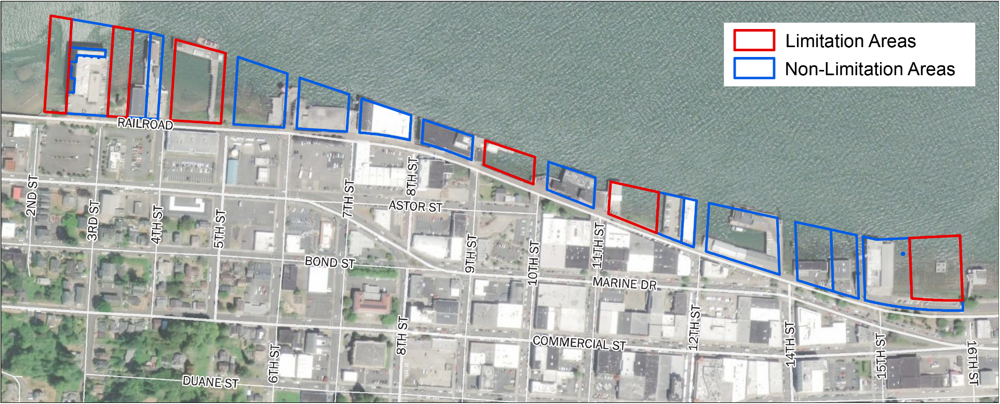 Limitation Areas
Non-Limitation Areas
RAILROAD
2ND ST
3RD ST
4TH ST
5TH ST
7TH ST
8TH ST
ASTOR ST
BOND ST
9TH ST
10TH ST
11TH ST
MARINE DR
6TH ST
8TH ST
COMMERCIAL ST
12TH ST
14TH ST
15TH ST
16TH ST
DUANE ST